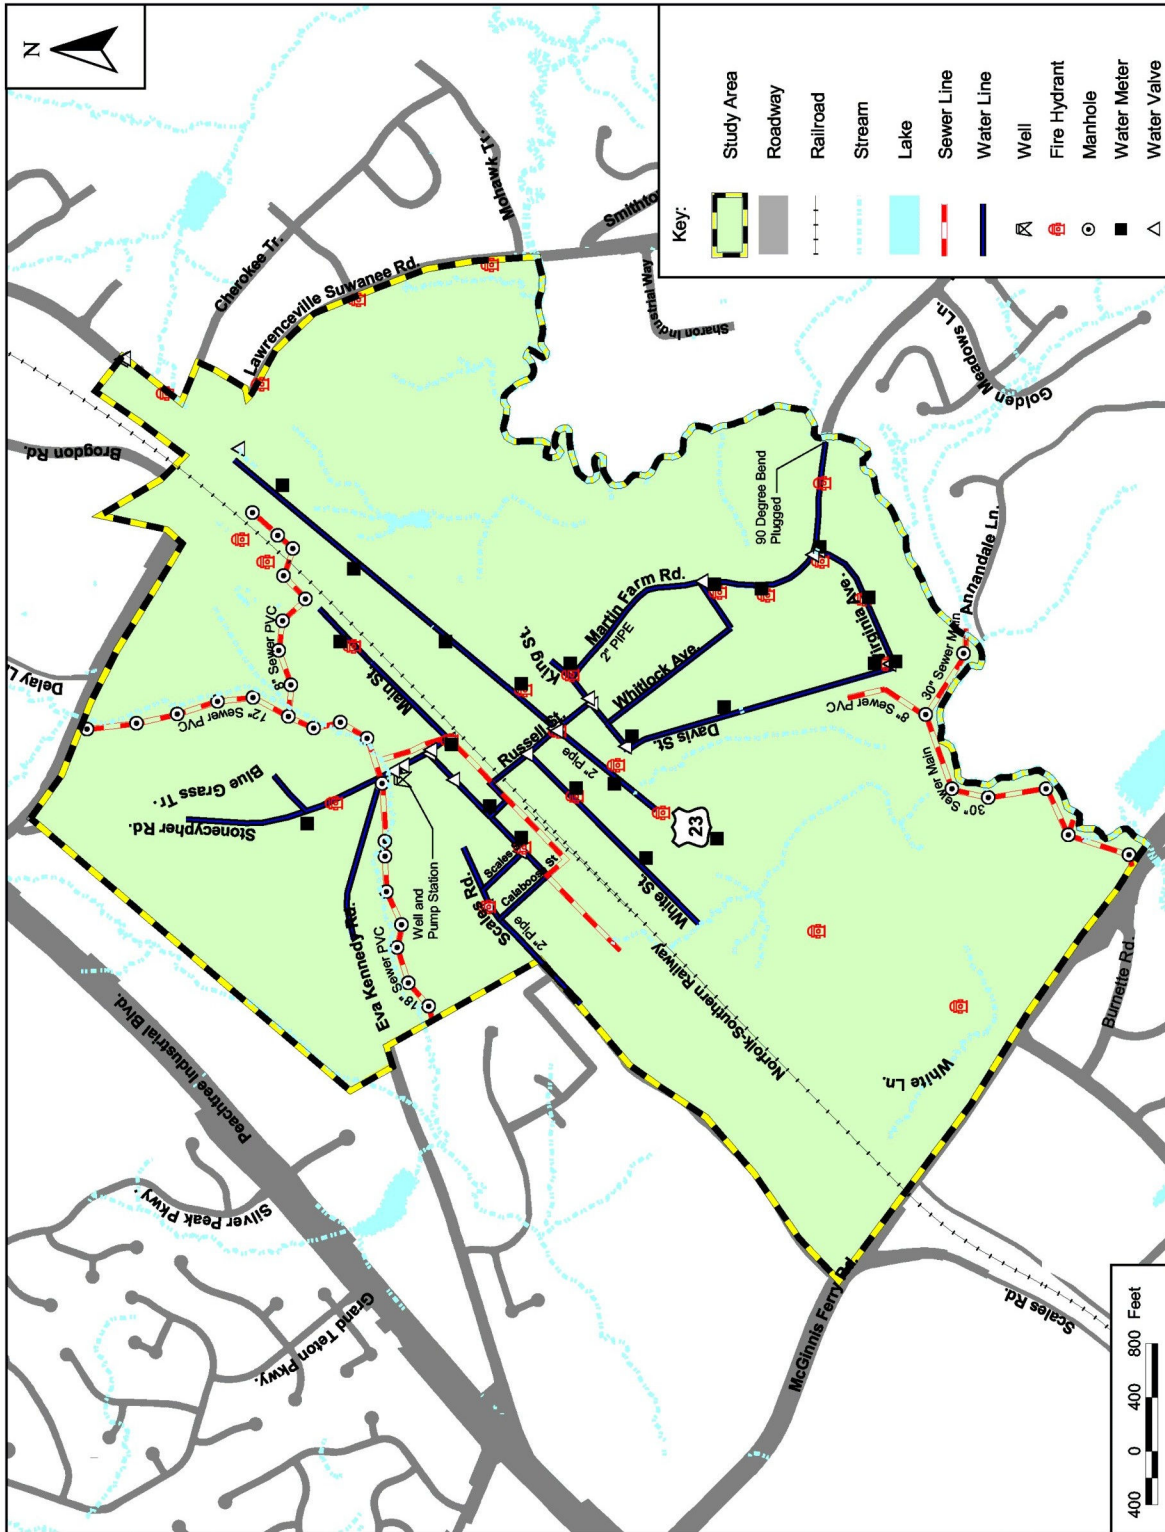 N
Key:
Study Area
Roadway
Railroad
Stream
Lake
Sewer Line
Water Line
Well
Fire Hydrant
Manhole
Water Meter
Water Valve
400 0 400 800 Feet
Peachtree Industrial Blvd.
Silver Peak Pkwy.
Grand Teton Pkwy.
Delay
Brogdon Rd.
Cherokee Tr.
Lawrenceville Suwanee Rd.
Mohawk Tr.
Sharon Industrial Way
Golden Meadows Ln.
Annandale Ln.
Blue Grass Tr.
Stonecypher Rd.
Eva Kennedy Rd.
Well and
Pump Station
12" Sewer PVC
8" Sewer PVC
18" Sewer PVC
Main St.
Russell St.
King St.
Martin Farm Rd.
2" PIPE
Whitlock Ave.
Davis St.
Virginia Ave.
90 Degree Bend
Plugged
Scales Rd.
Scales
Calaboose St
2" Pipe
2" Pipe
White St.
23
Norfolk-Southern Railway
8" Sewer PVC
30" Sewer Main
30" Sewer Main
White Ln.
Burnette Rd.
McGinnis Ferry Rd.
Scales Rd.